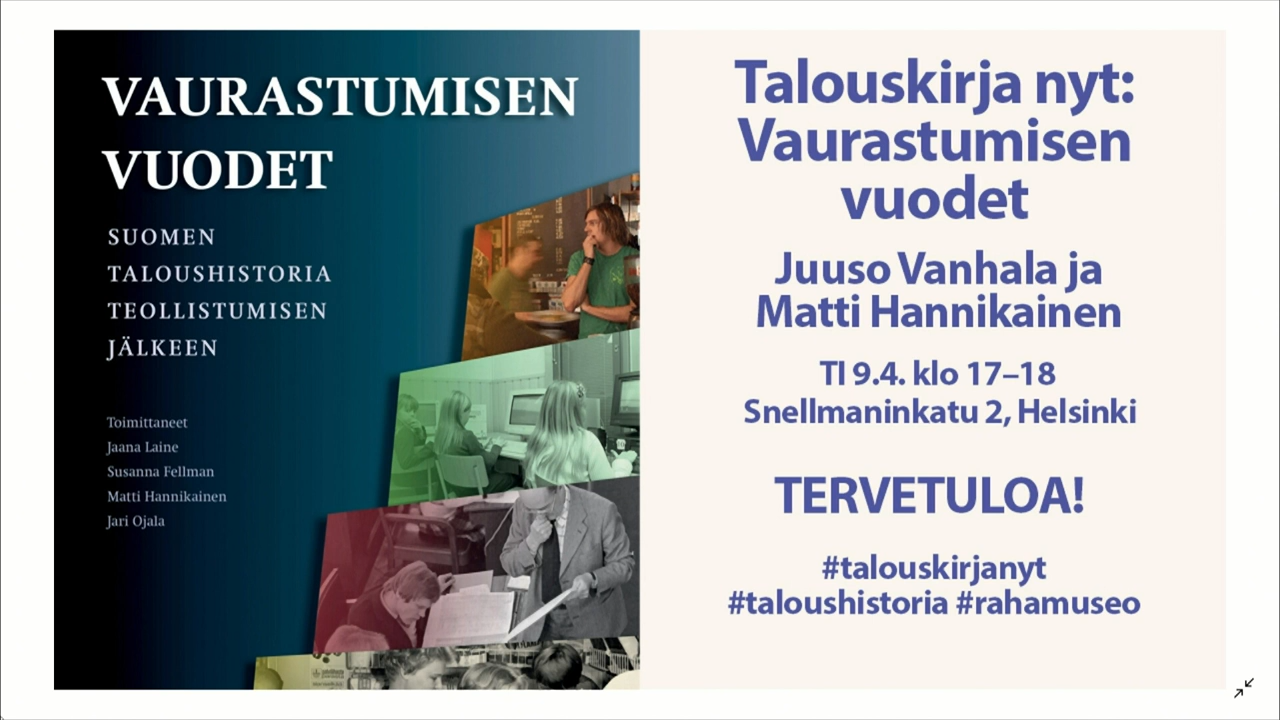 VAURASTUMISEN
VUODET
SUOMEN
TALOUSHISTORIA
TEOLLISTUMISEN
JÄLKEEN
Toimittaneet
Jaana Laine
Susanna Fellman
Matti Hannikainen
Jari Ojala
Talouskirja nyt:
Vaurastumisen
vuodet
Juuso Vanhala ja
Matti Hannikainen
TI 9.4. klo 17–18
Snellmaninkatu 2, Helsinki
TERVETULOA!
#talouskirjanyt
#taloushistoria #rahamuseo